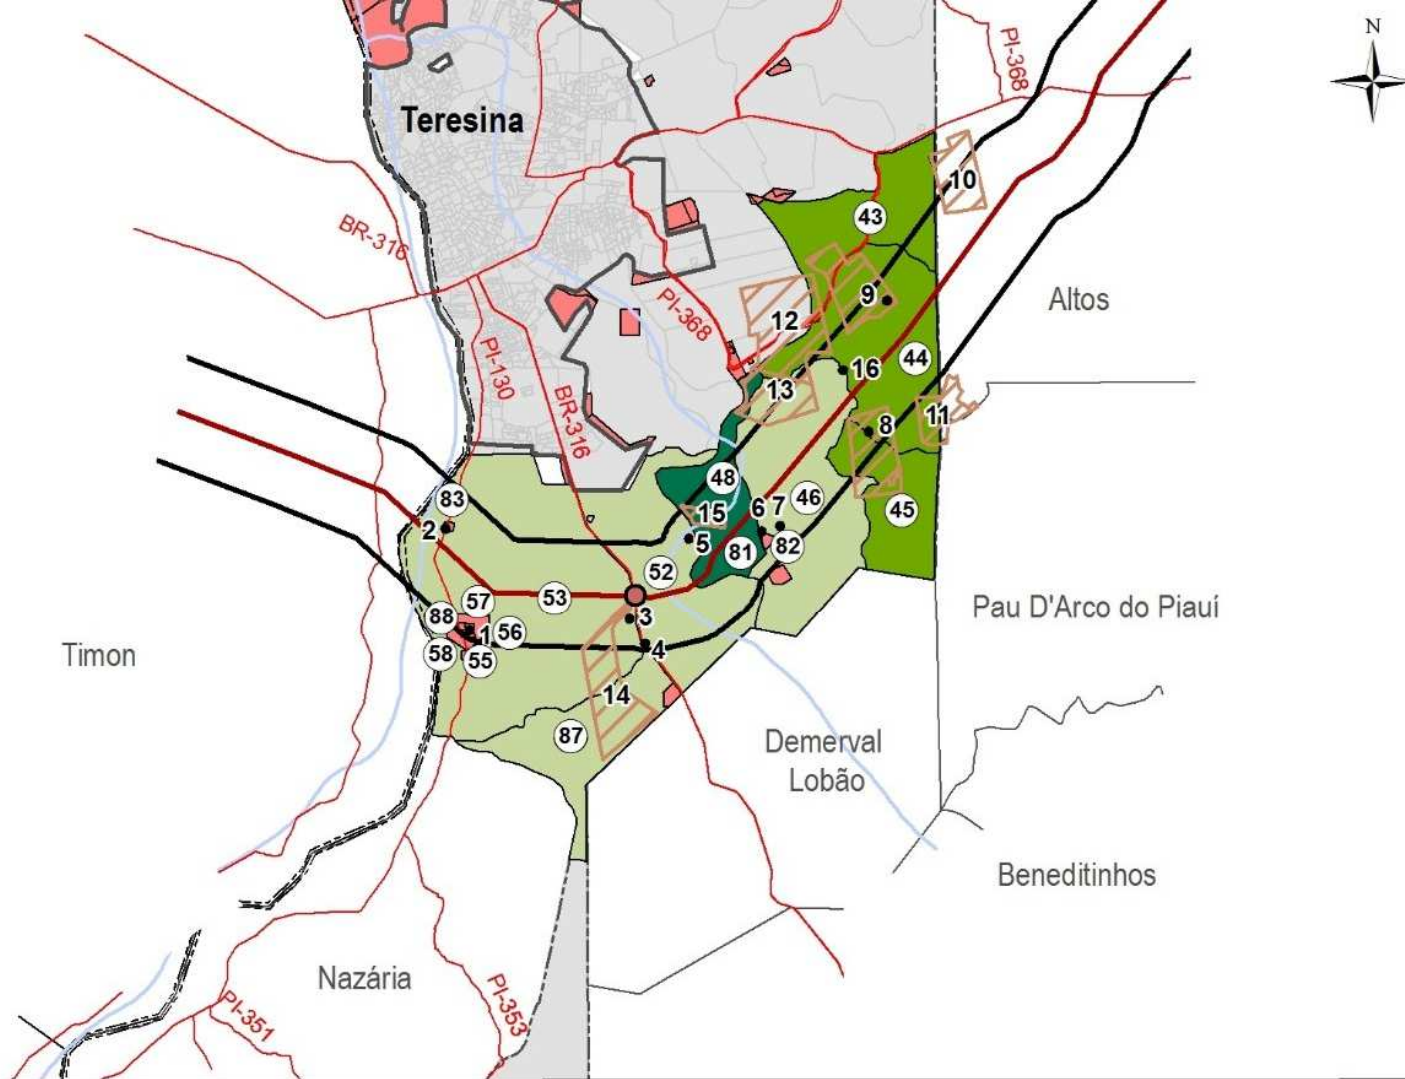 N
PI-368
Teresina
10
43
BR-316
9
Altos
PI-368
12
44
PI-130
16
13
BR-316
11
8
48
83
46
45
15
6 7
2
5
81
82
52
57
53
Pau D'Arco do Piauí
88
3
1
56
Timon
58
55
4
14
87
Demerval
Lobão
Beneditinhos
Nazária
PI-351
PI-353